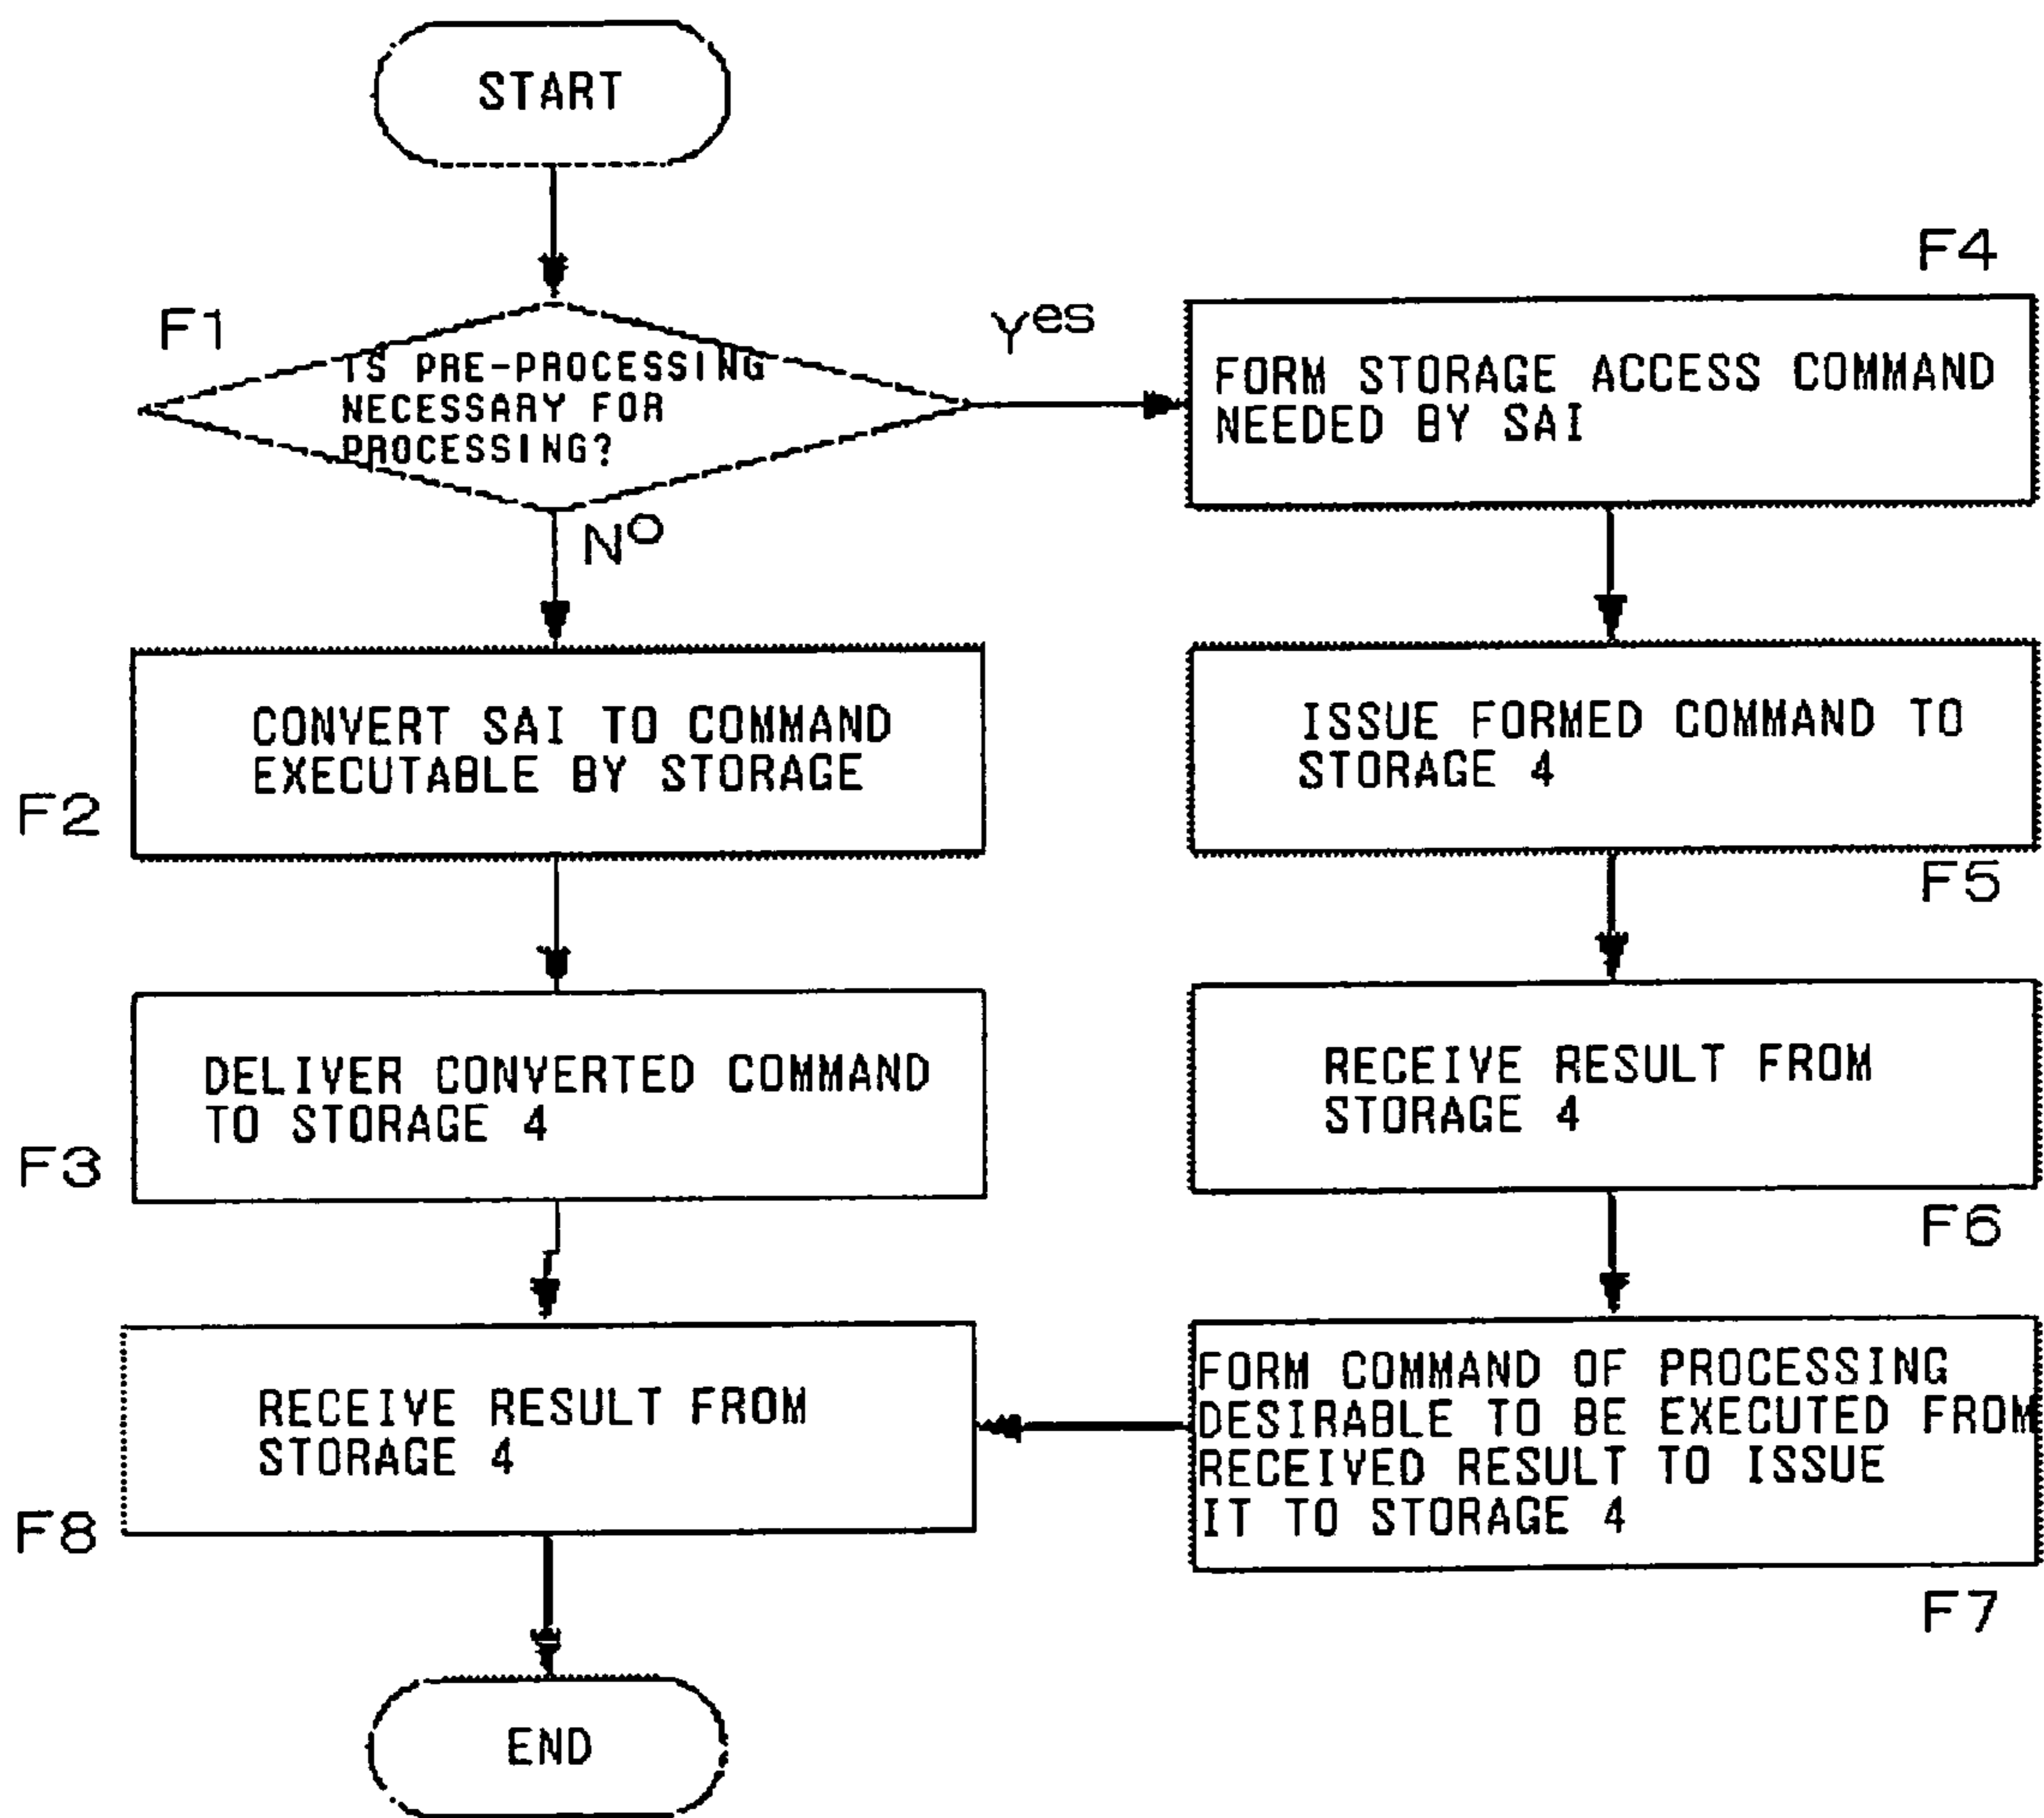 START
F1
IS PRE-PROCESSING
NECESSARY FOR
PROCESSING?
yes
NO
F4
FORM STORAGE ACCESS COMMAND
NEEDED BY SAI
CONVERT SAI TO COMMAND
EXECUTABLE BY STORAGE
F2
ISSUE FORMED COMMAND TO
STORAGE 4
F5
DELIVER CONVERTED COMMAND
TO STORAGE 4
F3
RECEIVE RESULT FROM
STORAGE 4
F6
RECEIVE RESULT FROM
STORAGE 4
F8
FORM COMMAND OF PROCESSING
DESIRABLE TO BE EXECUTED FROM
RECEIVED RESULT TO ISSUE
IT TO STORAGE 4
F7
END